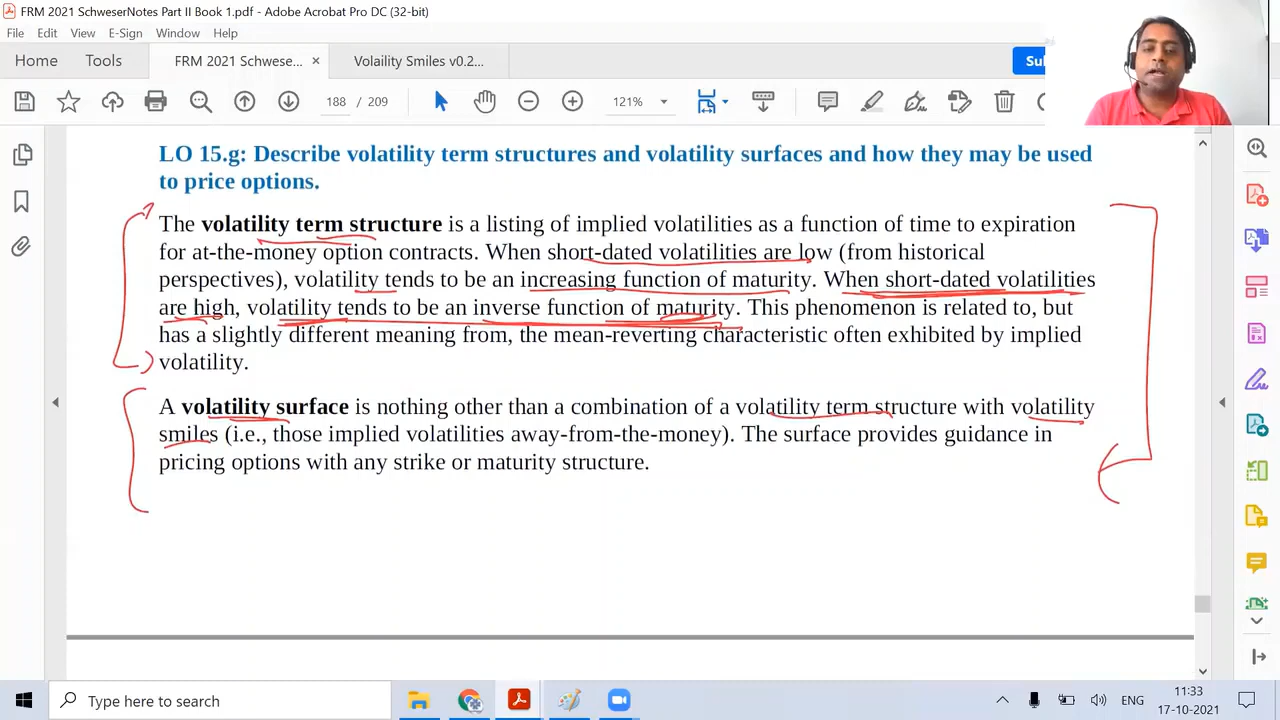 FRM 2021 SchweserNotes Part II Book 1.pdf - Adobe Acrobat Pro DC (32-bit)
File Edit View E-Sign Window Help
Home Tools FRM 2021 Schwese... × Volaility Smiles v0.2... Su
188 / 209 121%
LO 15.g: Describe volatility term structures and volatility surfaces and how they may be used
to price options.
The volatility term structure is a listing of implied volatilities as a function of time to expiration
for at-the-money option contracts. When short-dated volatilities are low (from historical
perspectives), volatility tends to be an increasing function of maturity. When short-dated volatilities
are high, volatility tends to be an inverse function of maturity. This phenomenon is related to, but
has a slightly different meaning from, the mean-reverting characteristic often exhibited by implied
volatility.
A volatility surface is nothing other than a combination of a volatility term structure with volatility
smiles (i.e., those implied volatilities away-from-the-money). The surface provides guidance in
pricing options with any strike or maturity structure.
Type here to search
ENG
11:33
17-10-2021